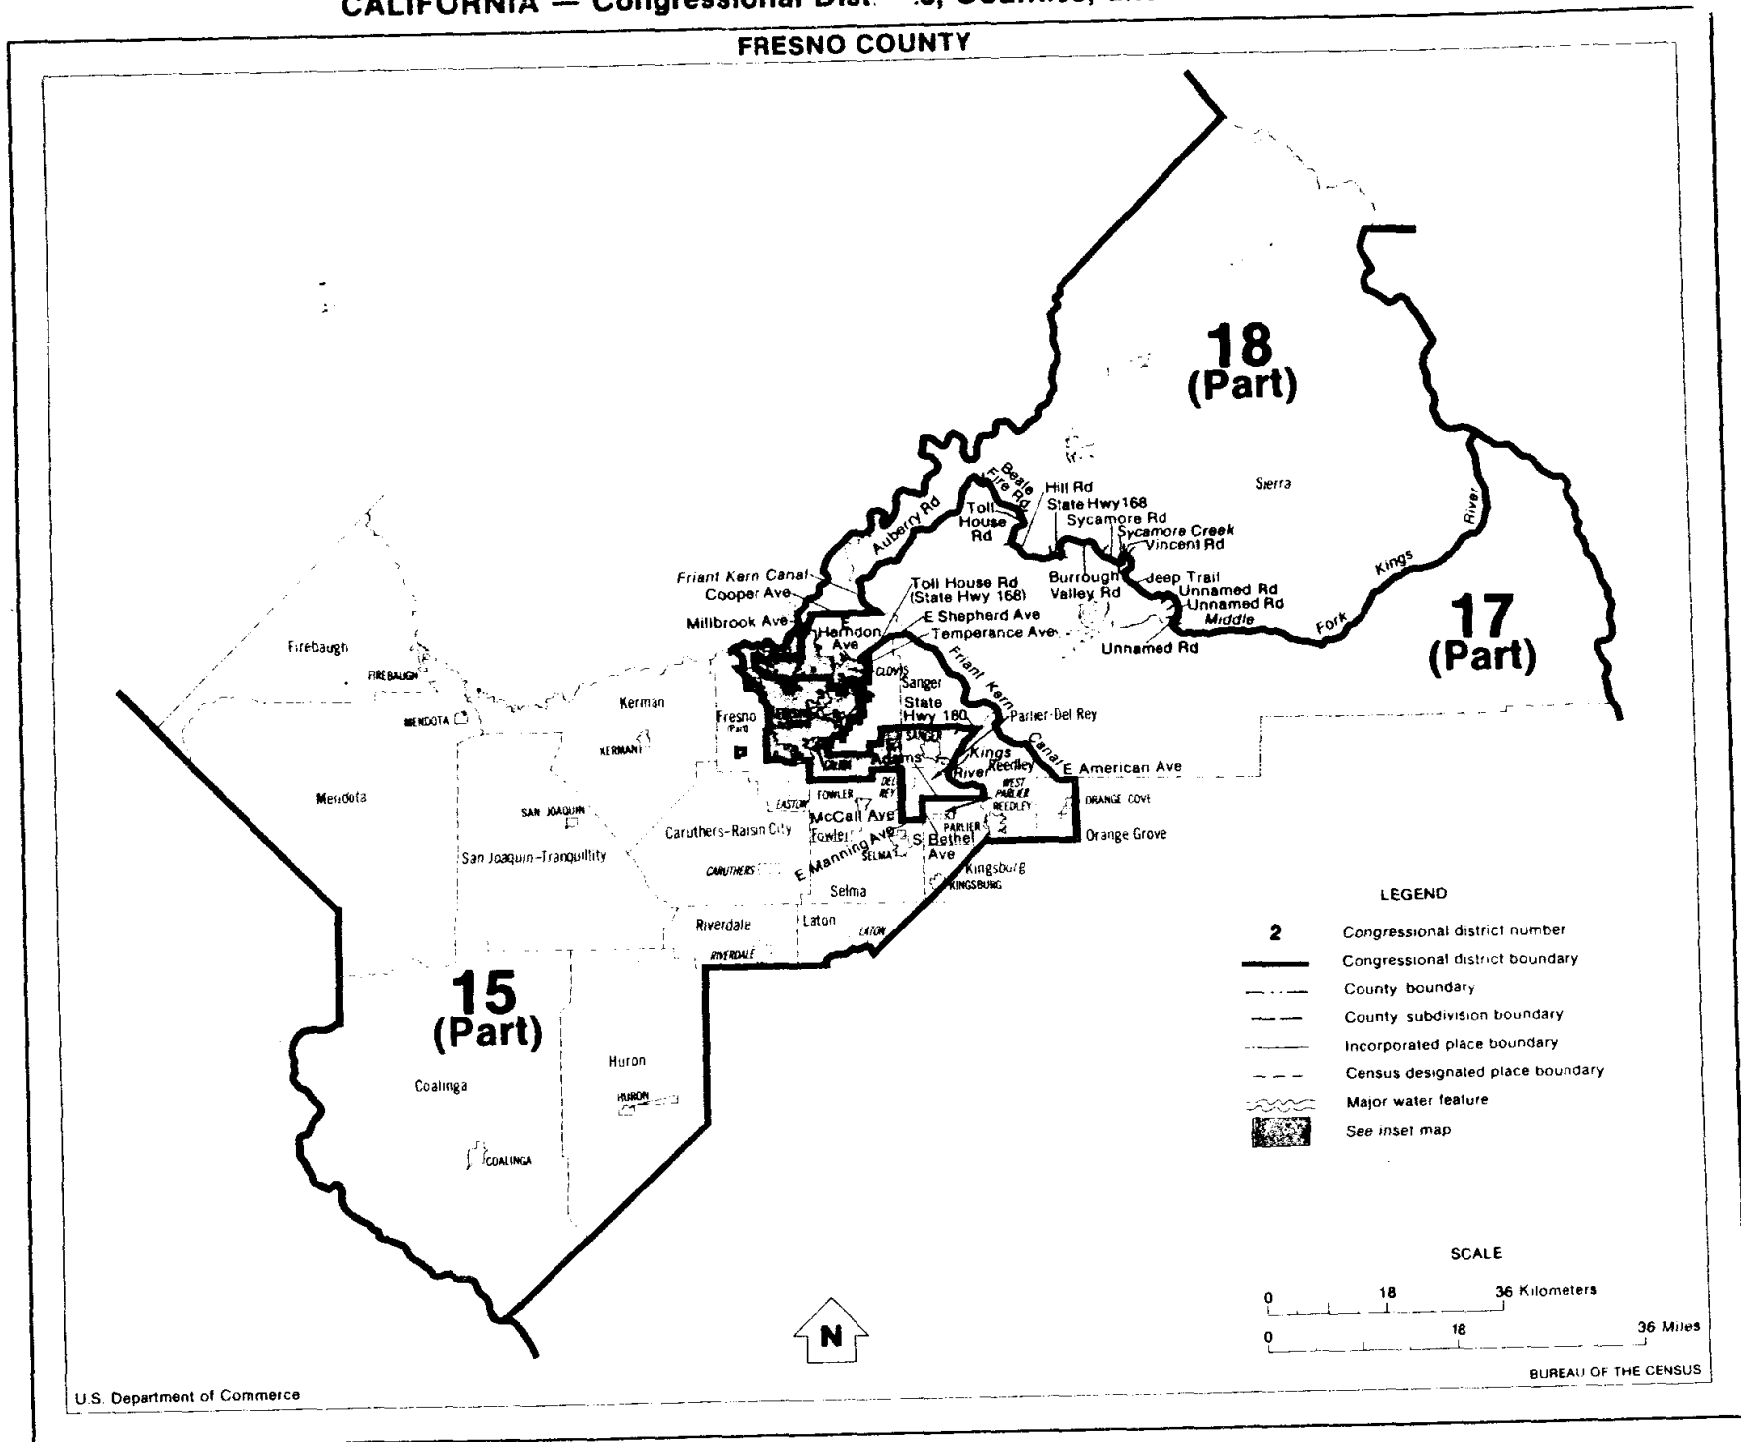 CALIFORNIA — Congressional
FRESNO COUNTY
18
(Part)
Sierra
Beale
Fire Rd
Hill Rd
State Hwy 168
Toll
House
Rd
Sycamore Rd
Sycamore Creek
Vincent Rd
Auberry Rd
River
Kings
Fork
Middle
Friant Kern Canal
Cooper Ave
Toll House Rd
(State Hwy 168)
Burrough
Valley Rd
Jeep Trail
Unnamed Rd
Unnamed Rd
Unnamed Rd
17
(Part)
Millbrook Ave
E
Herndon
Ave
E Shepherd Ave
Temperance Ave
Firebaugh
FIREBAUGH
MENDOTA
Kerman
KERMAN
Fresno
(Part)
CLOVIS
Sanger
Friant Kern
Canal
State
Hwy 180
SANGER
Parlier-Del Rey
Adams
Kings
River
Reedley
E American Ave
Mendota
SAN JOAQUIN
San Joaquin-Tranquillity
EASTON
FOWLER
DEL
REY
WEST
PARLIER
REEDLEY
ORANGE COVE
Orange Grove
Caruthers-Raisin City
CARUTHERS
McCall Ave
Fowler
E Manning Ave
SELMA
PARLIER
S Bethel
Ave
Kingsburg
KINGSBURG
Selma
Riverdale
RIVERDALE
Laton
LATON
15
(Part)
Coalinga
COALINGA
Huron
HURON
LEGEND
2 Congressional district number
Congressional district boundary
County boundary
County subdivision boundary
Incorporated place boundary
Census designated place boundary
Major water feature
See inset map
SCALE
0 18 36 Kilometers
0 18 36 Miles
N
U.S. Department of Commerce
BUREAU OF THE CENSUS